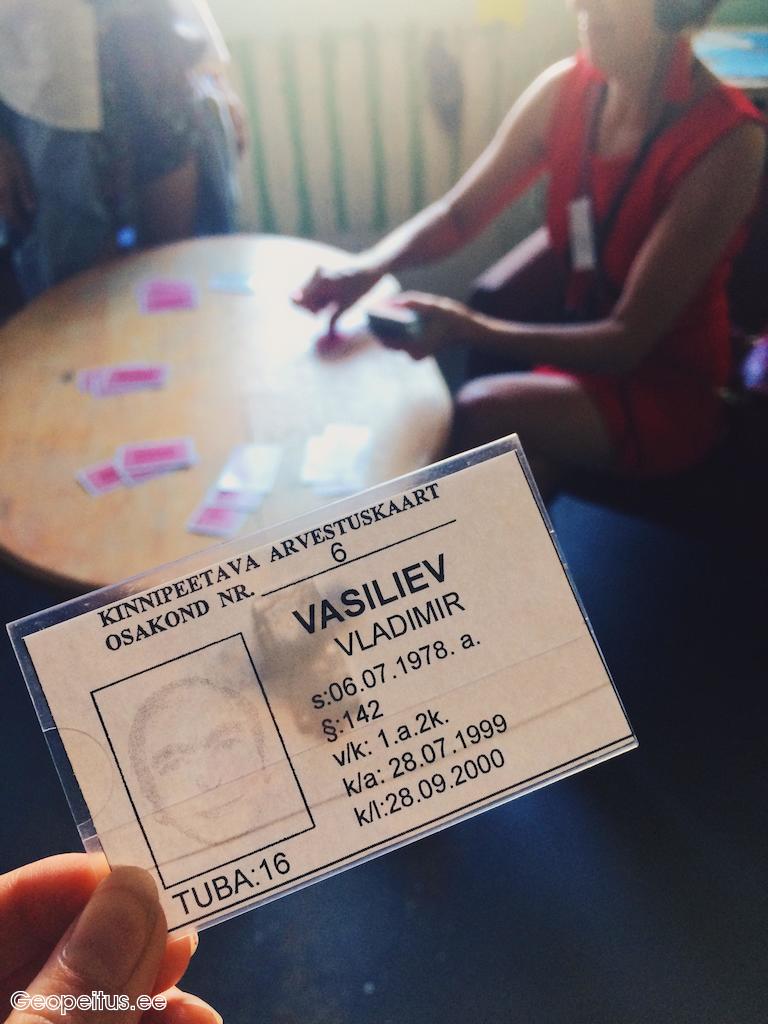 KINNIPEETAVA ARVESTUSKAART
OSAKOND NR. 6
VASILIEV
VLADIMIR
s:06.07.1978. a.
§:142
v/k: 1.a.2k.
k/a: 28.07.1999
k/l:28.09.2000
TUBA:16
Geopeitus.ee